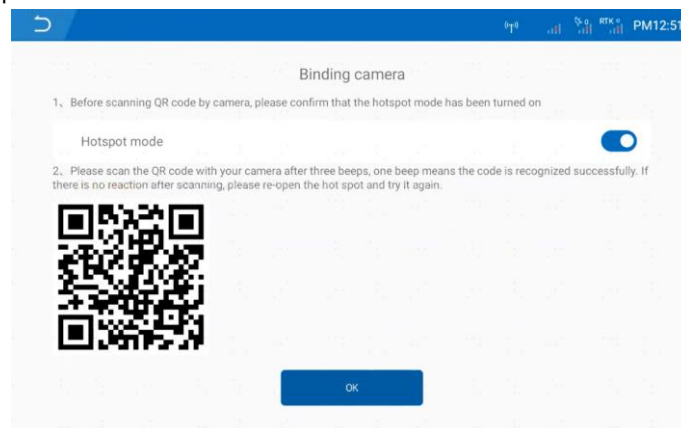 RTK PM12:51
Binding camera
1、Before scanning QR code by camera, please confirm that the hotspot mode has been turned on
Hotspot mode
2、Please scan the QR code with your camera after three beeps, one beep means the code is recognized successfully. If
there is no reaction after scanning, please re-open the hot spot and try it again.
OK